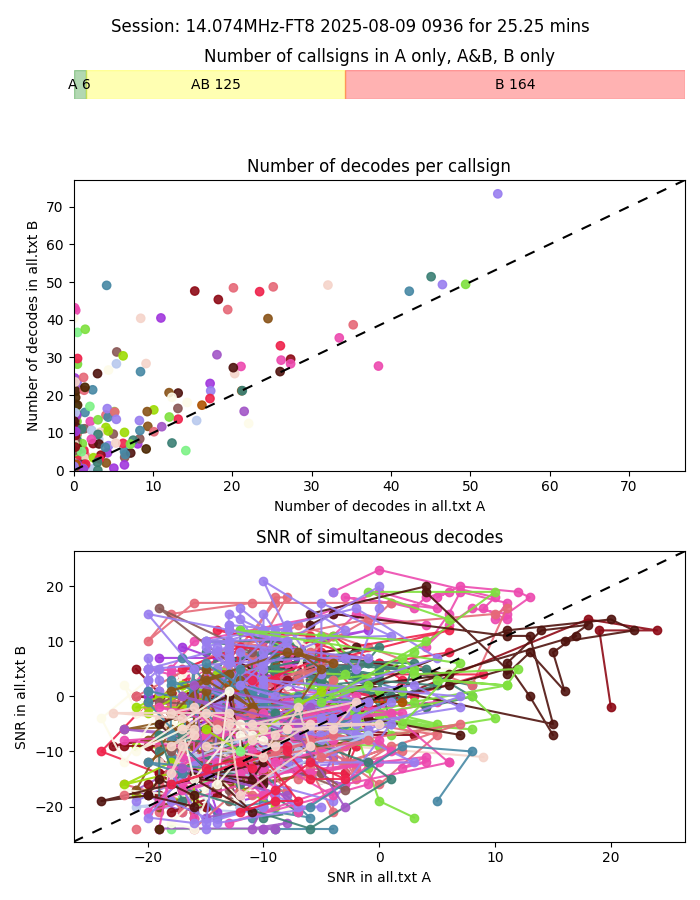 Session: 14.074MHz-FT8 2025-08-09 0936 for 25.25 mins
Number of callsigns in A only, A&B, B only
A 6 AB 125 B 164
Number of decodes per callsign
Number of decodes in all.txt B
70
60
50
40
30
20
10
0
0 10 20 30 40 50 60 70
Number of decodes in all.txt A
SNR of simultaneous decodes
SNR in all.txt B
20
10
0
−10
−20
−20 −10 0 10 20
SNR in all.txt A